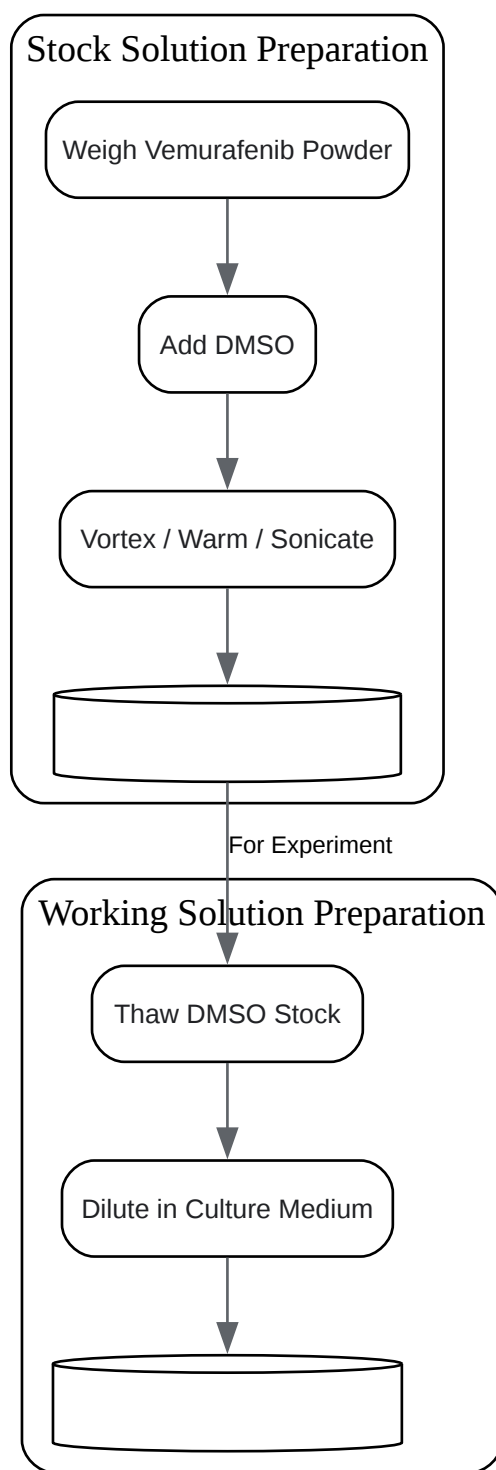 Stock Solution Preparation
Weigh Vemurafenib Powder
Add DMSO
Vortex / Warm / Sonicate
For Experiment
Working Solution Preparation
Thaw DMSO Stock
Dilute in Culture Medium